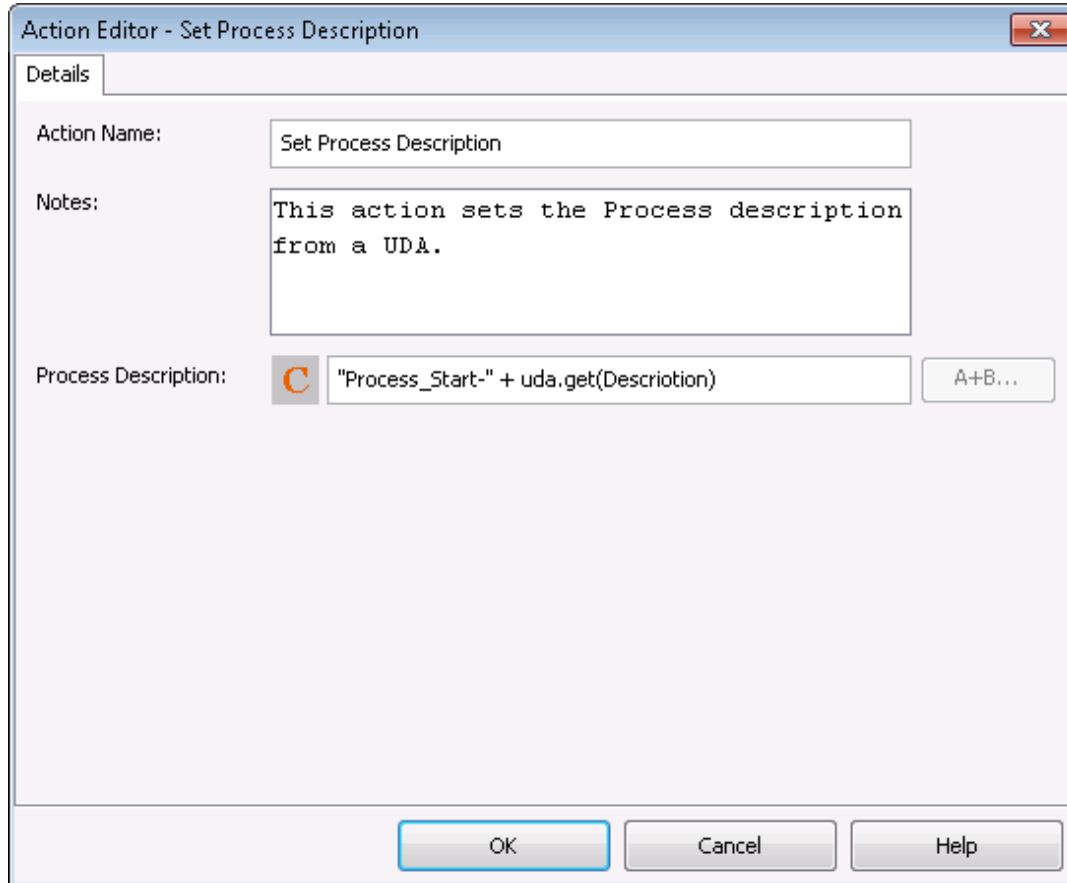 Action Editor - Set Process Description
Details
Action Name:
Set Process Description
Notes:
This action sets the Process description
from a UDA.
Process Description:
C
"Process_Start-" + uda.get(Descriotion)
A+B...
OK
Cancel
Help